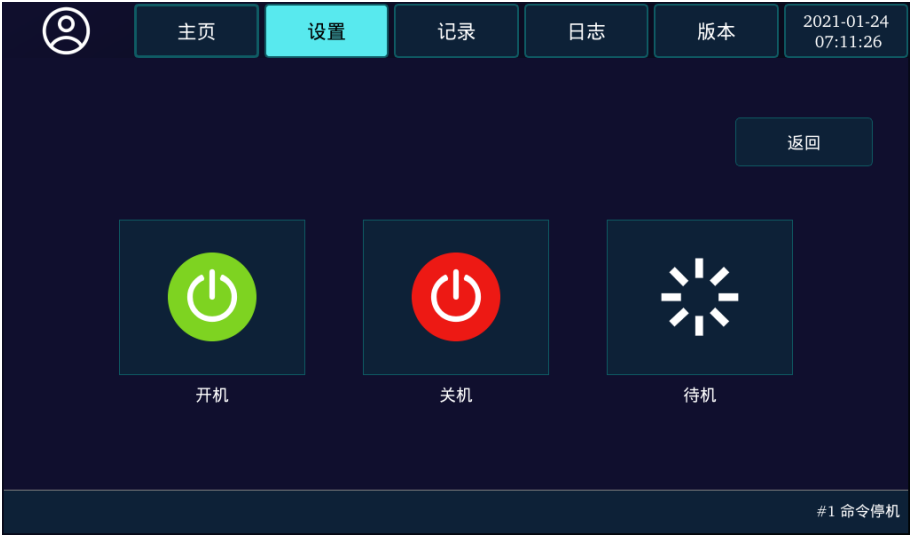 主页
设置
记录
日志
版本
2021-01-24
07:11:26
返回
开机
关机
待机
#1 命令停机